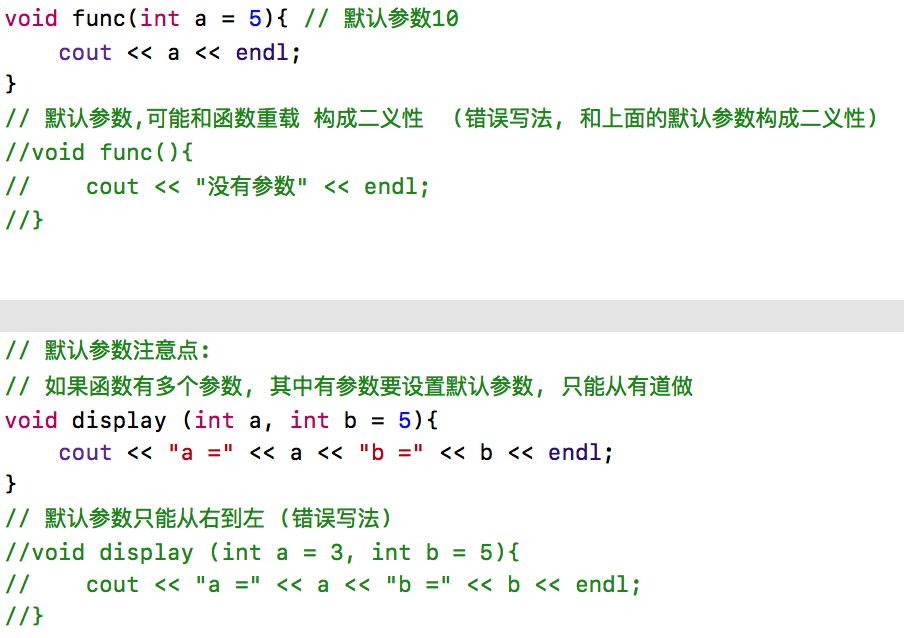 void func(int a = 5){ // 默认参数10
    cout << a << endl;
}
// 默认参数,可能和函数重载 构成二义性  (错误写法, 和上面的默认参数构成二义性)
//void func(){
//    cout << "没有参数" << endl;
//}
// 默认参数注意点:
// 如果函数有多个参数, 其中有参数要设置默认参数, 只能从有道做
void display (int a, int b = 5){
    cout << "a =" << a << "b =" << b << endl;
}
// 默认参数只能从右到左 (错误写法)
//void display (int a = 3, int b = 5){
//    cout << "a =" << a << "b =" << b << endl;
//}